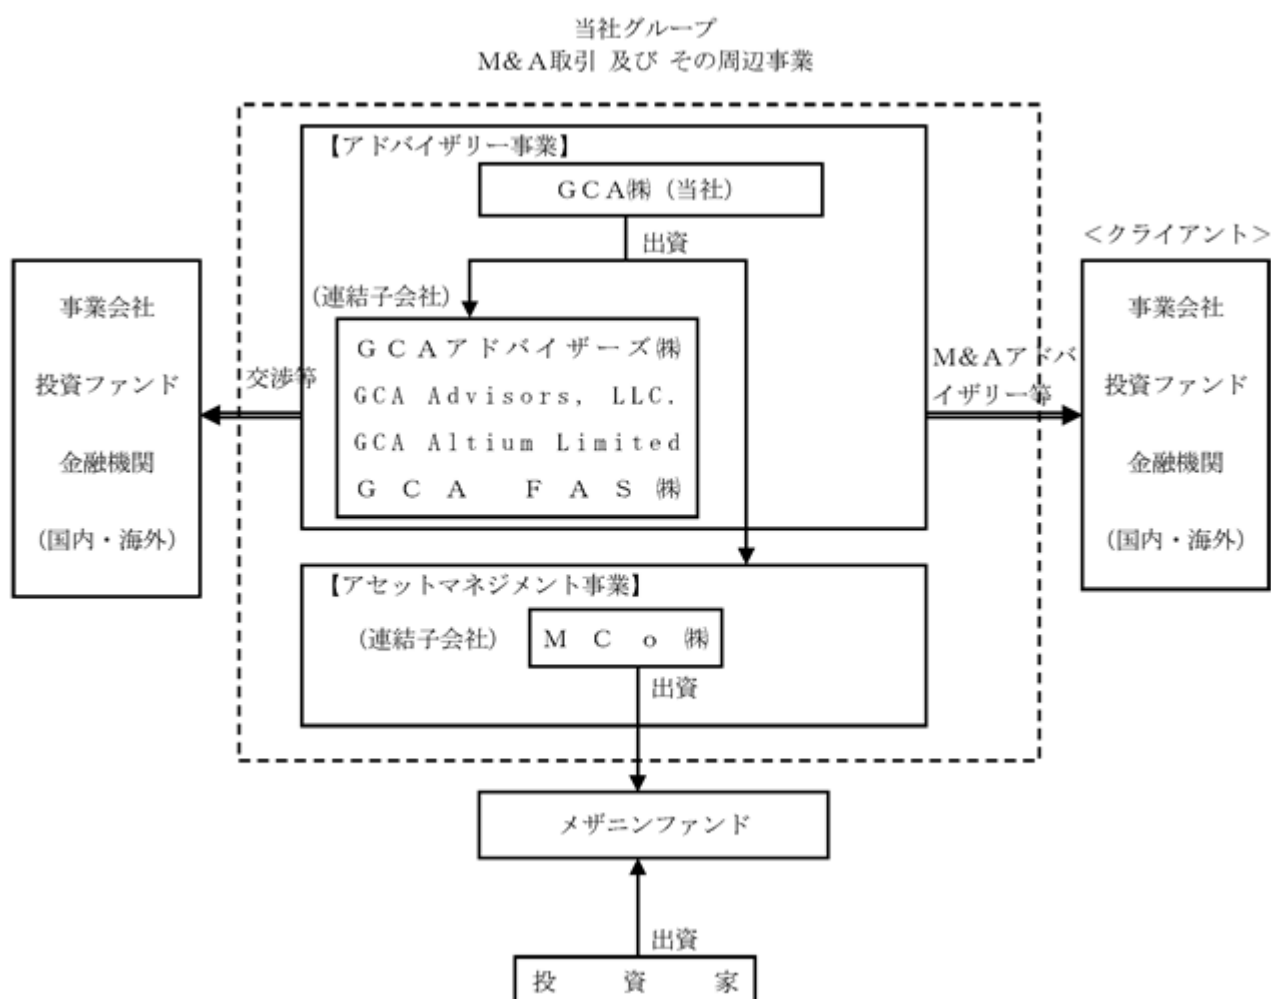 当社グループ
M&A取引 及び その周辺事業
【アドバイザリー事業】
GCA㈱（当社）
出資
＜クライアント＞
(連結子会社)
GCAアドバイザーズ㈱
GCA Advisors, LLC.
GCA Altium Limited
GCA FAS㈱
事業会社
投資ファンド
金融機関
(国内・海外)
交渉等
M&Aアドバ
イザリー等
事業会社
投資ファンド
金融機関
(国内・海外)
【アセットマネジメント事業】
(連結子会社)
MCo㈱
出資
メザニンファンド
出資
投資家